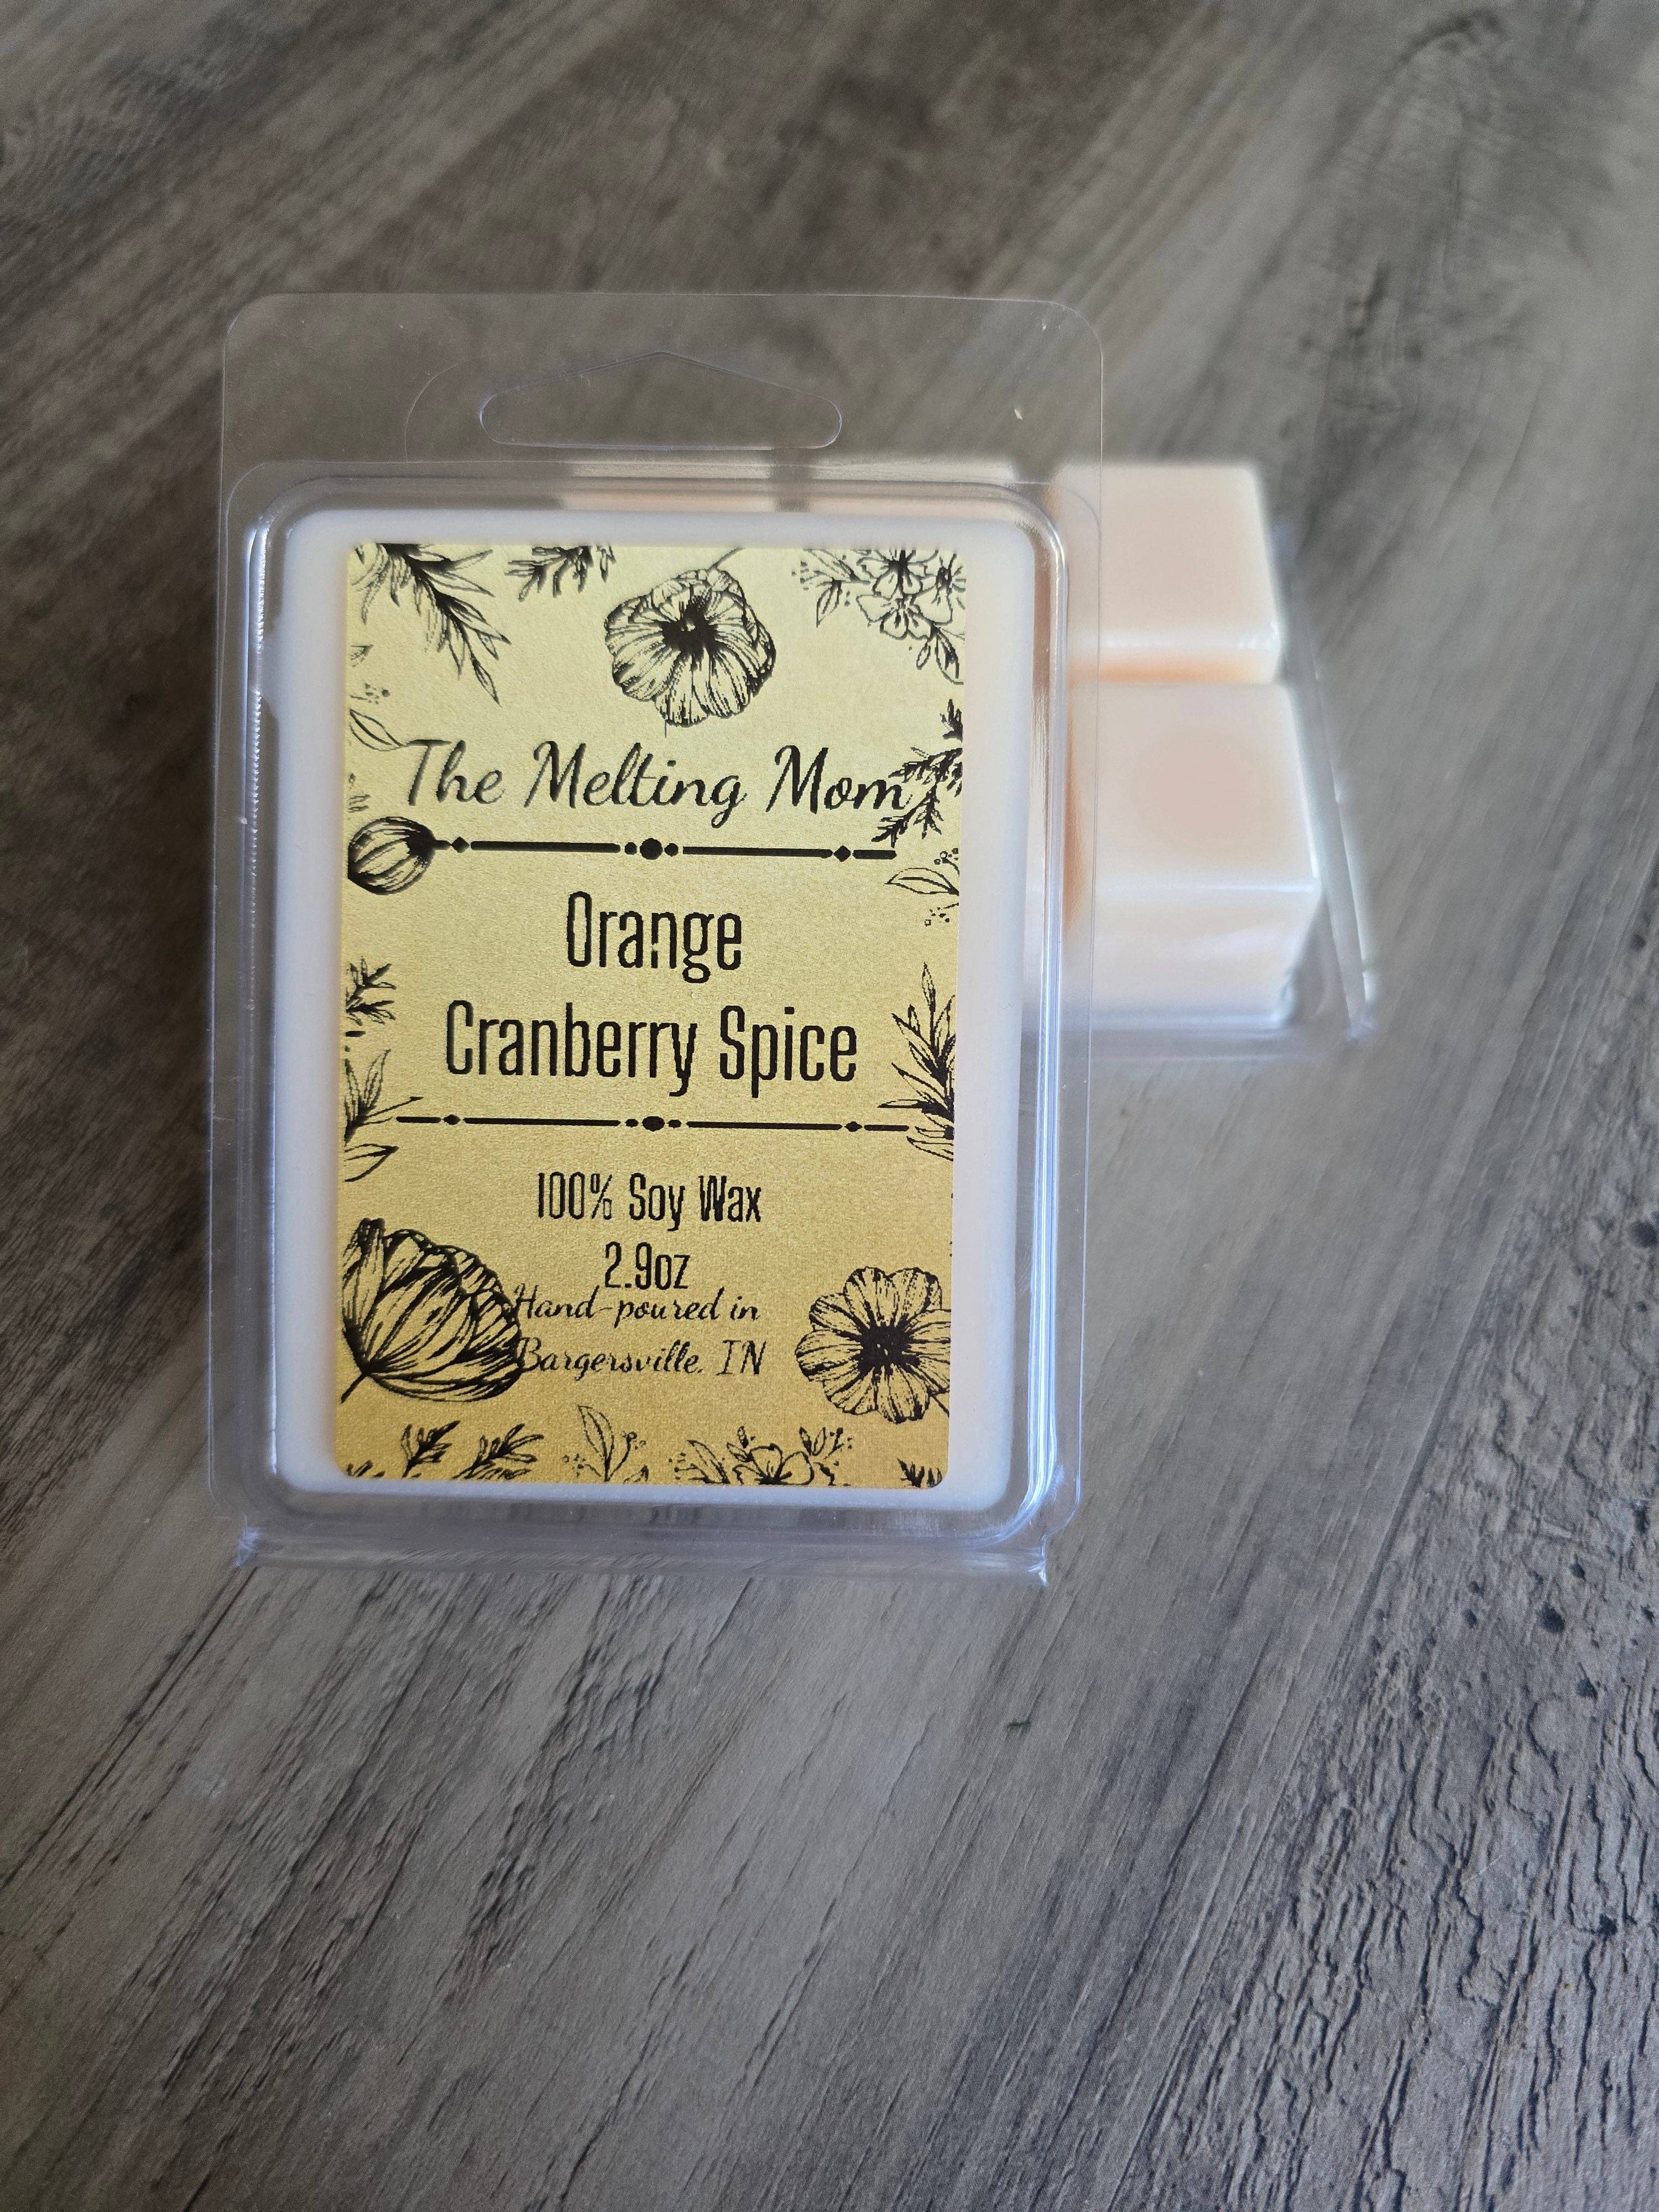 The Melting Mom
Orange
Cranberry Spice
100% Soy Wax
2.9oz
Hand-poured in
Bargersville, IN